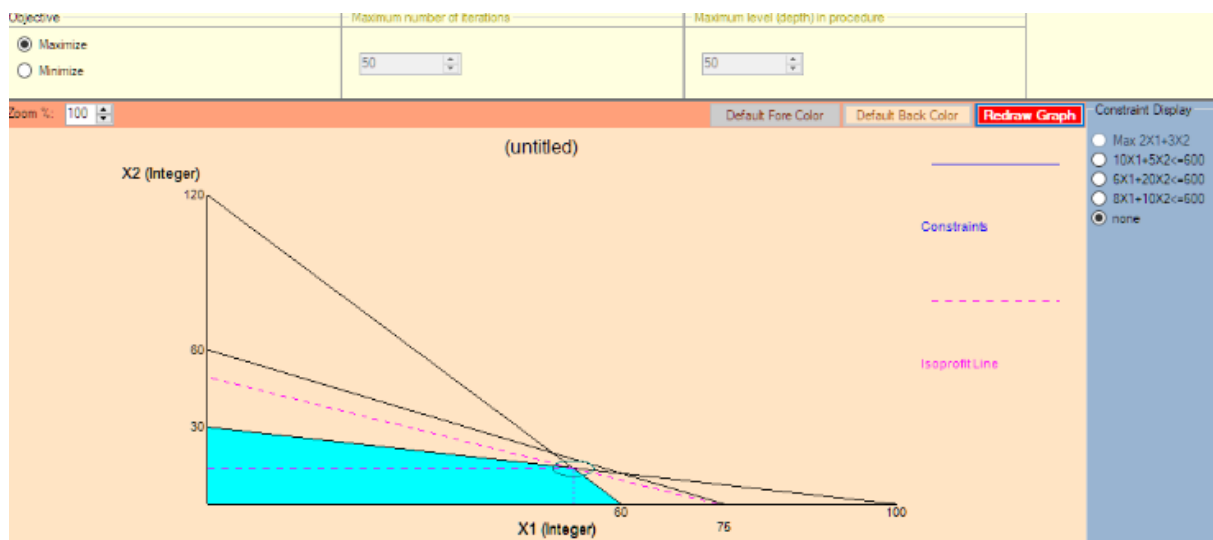 Objective
Maximum number of iterations
Maximum level (depth) in procedure
Maximize
Minimize
50
50
Zoom %: 100
Default Fore Color
Default Back Color
Redraw Graph
Constraint Display
(untitled)
X2 (Integer)
120
60
30
Constraints
Isoprofit Line
Max 2X1+3X2
10X1+5X2<=600
6X1+20X2<=600
8X1+10X2<=600
none
60
75
100
X1 (Integer)